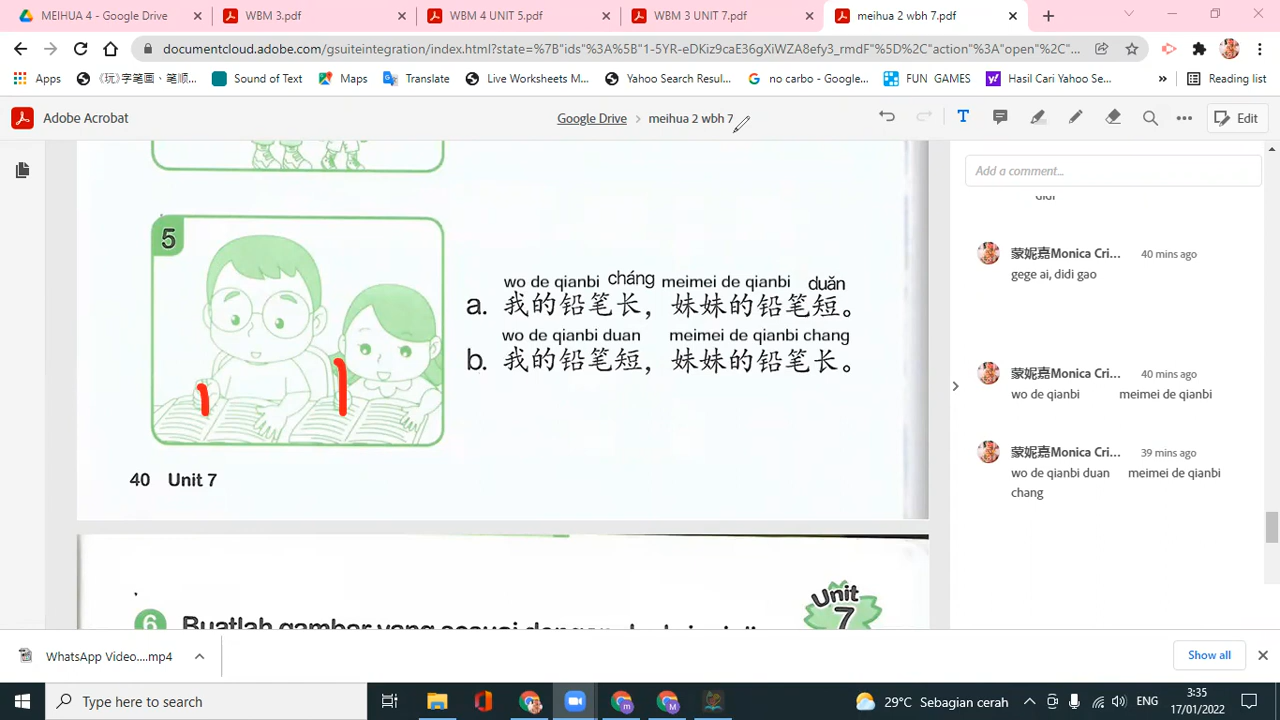 MEIHUA 4 - Google Drive
WBM 3.pdf
WBM 4 UNIT 5.pdf
WBM 3 UNIT 7.pdf
meihua 2 wbh 7.pdf
documentcloud.adobe.com/gsuiteintegration/index.html?state=%7B"ids"%3A%5B"1-5YR-eDKiz9caE36gXiWZA8efy3_rmdF"%5D%2C"action"%3A"open"%2C"...
Apps
《玩》字笔画、笔顺...
Sound of Text
Maps
Translate
Live Worksheets M...
Yahoo Search Resul...
no carbo - Google...
FUN GAMES
Hasil Cari Yahoo Se...
»
Reading list
Adobe Acrobat
Google Drive > meihua 2 wbh 7
Edit
Add a comment...
5
wo de qianbi cháng meimei de qianbi duǎn
a. 我的铅笔长，妹妹的铅笔短。
wo de qianbi duan meimei de qianbi chang
b. 我的铅笔短，妹妹的铅笔长。
40 Unit 7
Unit
7
6
didi
蒙妮嘉Monica Cri... 40 mins ago
gege ai, didi gao
蒙妮嘉Monica Cri... 40 mins ago
wo de qianbi meimei de qianbi
蒙妮嘉Monica Cri... 39 mins ago
wo de qianbi duan meimei de qianbi
chang
WhatsApp Video....mp4
Show all
Type here to search
29°C Sebagian cerah
ENG
3:35
17/01/2022